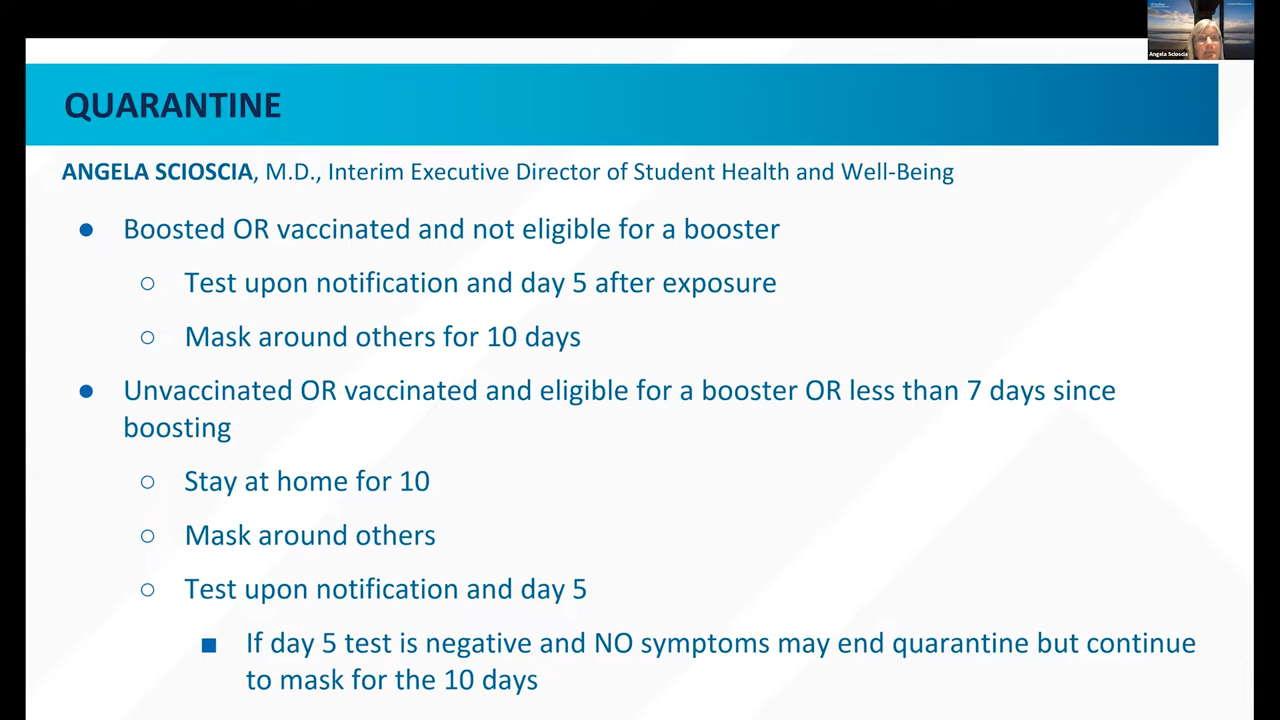 Angela Scioscia
QUARANTINE
ANGELA SCIOSCIA, M.D., Interim Executive Director of Student Health and Well-Being
● Boosted OR vaccinated and not eligible for a booster
○ Test upon notification and day 5 after exposure
○ Mask around others for 10 days
● Unvaccinated OR vaccinated and eligible for a booster OR less than 7 days since
boosting
○ Stay at home for 10
○ Mask around others
○ Test upon notification and day 5
■ If day 5 test is negative and NO symptoms may end quarantine but continue
to mask for the 10 days